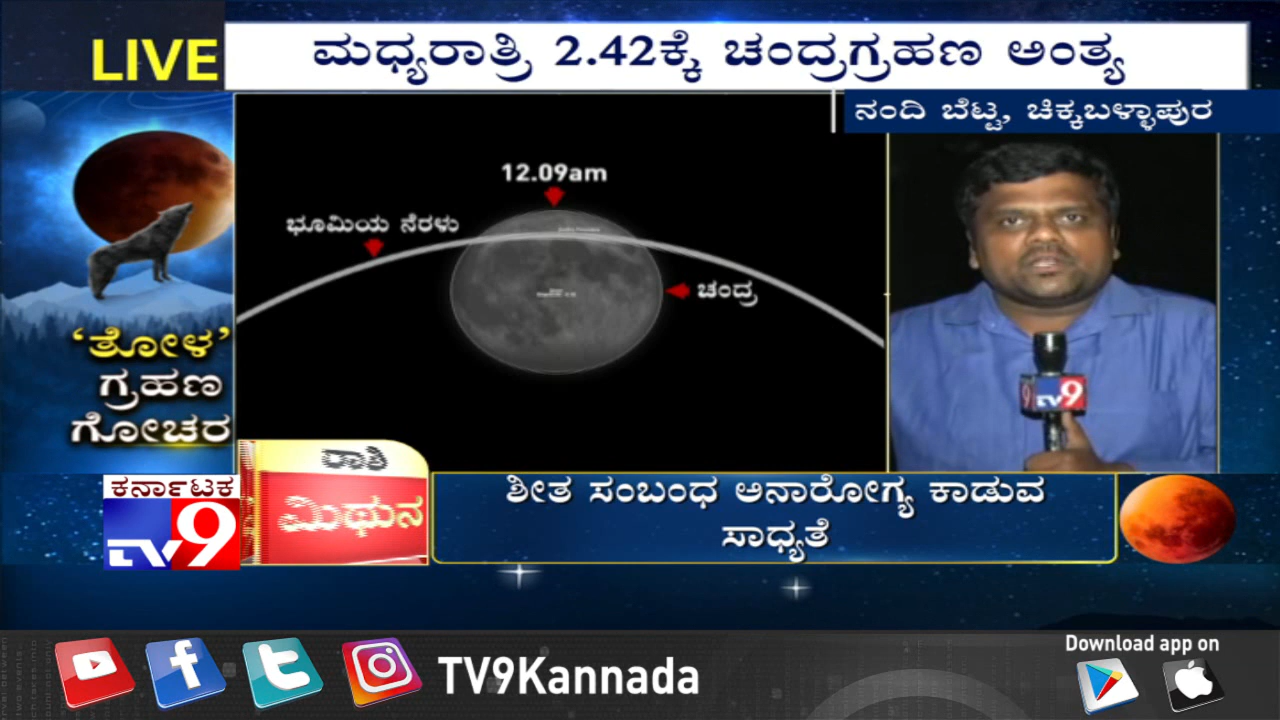 LIVE
ಮಧ್ಯರಾತ್ರಿ 2.42ಕ್ಕೆ ಚಂದ್ರಗ್ರಹಣ ಅಂತ್ಯ
ನಂದಿ ಬೆಟ್ಟ, ಚಿಕ್ಕಬಳ್ಳಾಪುರ
12.09am
ಭೂಮಿಯ ನೆರಳು
ಚಂದ್ರ
‘ತೋಳ’
ಗ್ರಹಣ
ಗೋಚರ
TV9
ರಾಶಿ
ಮಿಥುನ
ಶೀತ ಸಂಬಂಧ ಅನಾರೋಗ್ಯ ಕಾಡುವ
ಸಾಧ್ಯತೆ
ಕರ್ನಾಟಕ
TV9
TV9Kannada
Download app on